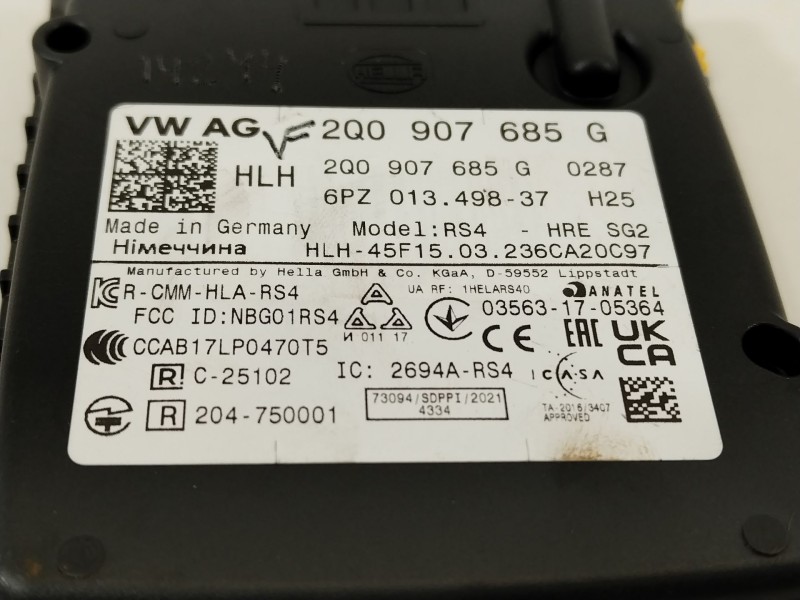 VW AG 2Q0 907 685 G
HLH 2Q0 907 685 G 0287
6PZ 013.498-37 H25
Made in Germany Model:RS4 - HRE SG2
Німеччина HLH-45F15.03.236CA20C97
Manufactured by Hella GmbH & Co. KGaA, D-59552 Lippstadt
R-CMM-HLA-RS4 UA RF: 1HELARS40 ANATEL
FCC ID:NBG01RS4 03563-17-05364
И 011 17 CE EAC UK CA
CCAB17LP0470T5
R C-25102 IC: 2694A-RS4 ICASA
R 204-750001 73094/SDPPI/2021
4334
TA-2016/3407
APPROVED